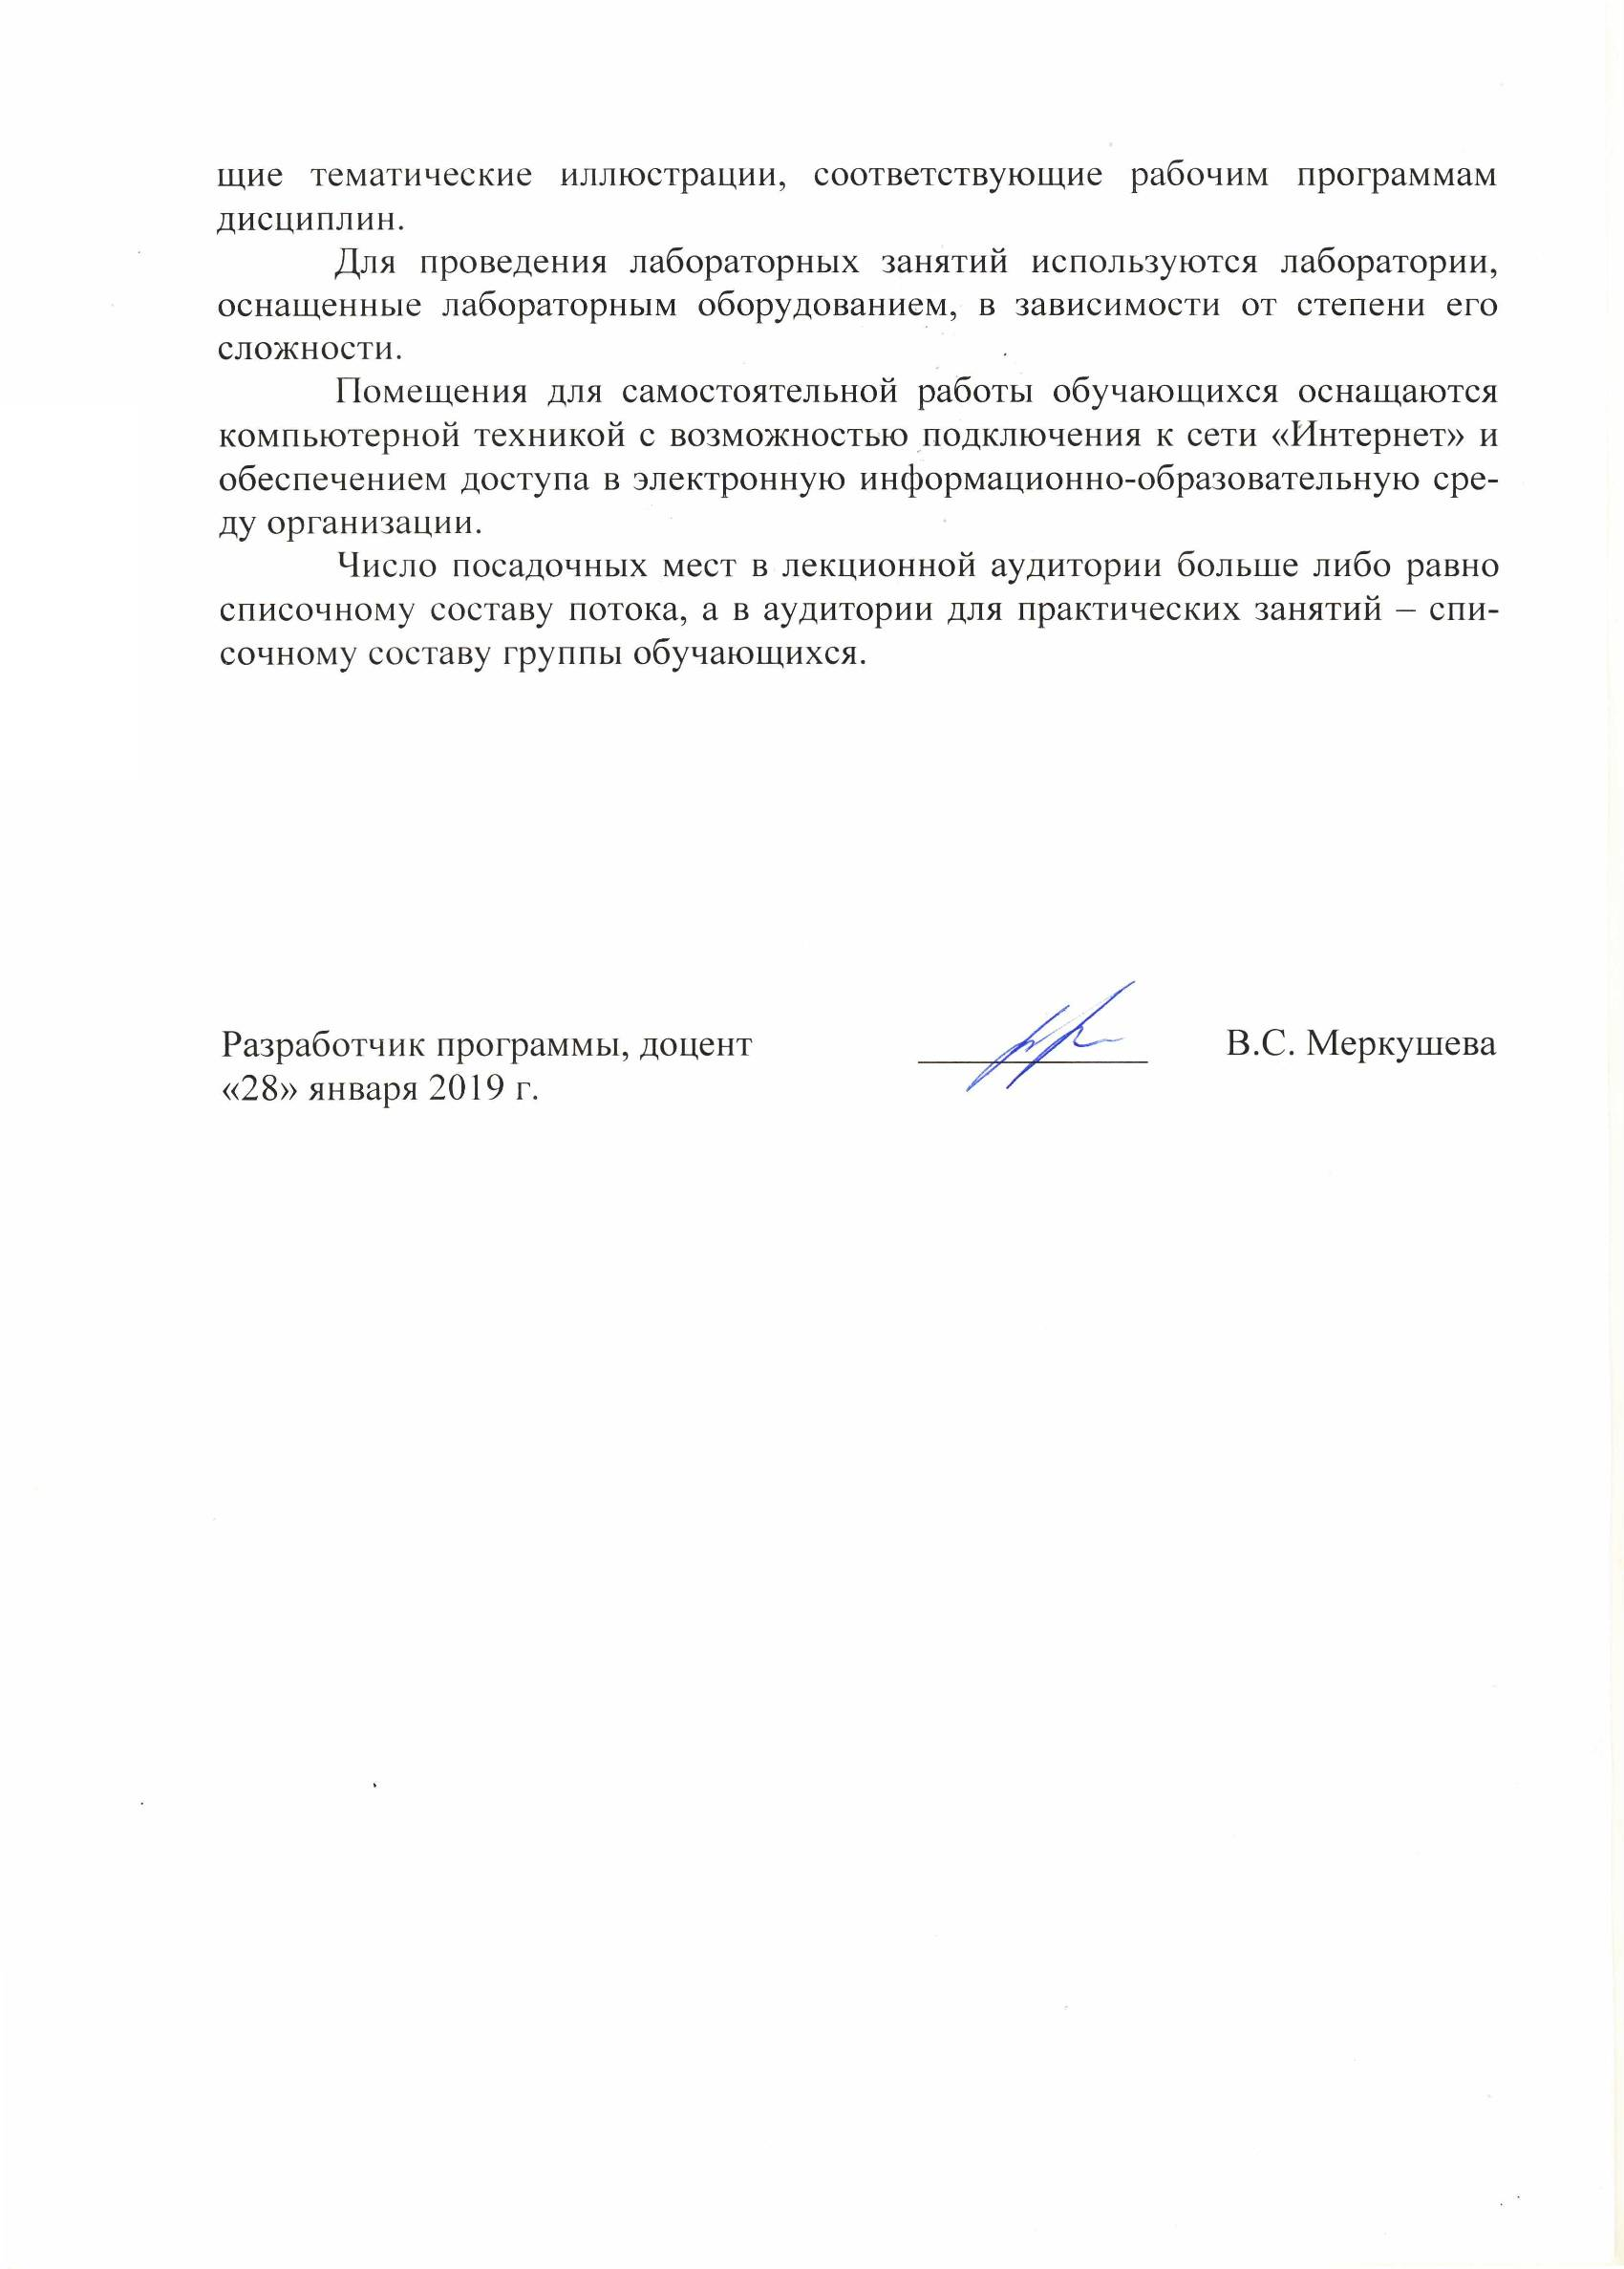 щие тематические иллюстрации, соответствующие рабочим программам
дисциплин.
Для проведения лабораторных занятий используются лаборатории,
оснащенные лабораторным оборудованием, в зависимости от степени его
сложности.
Помещения для самостоятельной работы обучающихся оснащаются
компьютерной техникой с возможностью подключения к сети «Интернет» и
обеспечением доступа в электронную информационно-образовательную сре-
ду организации.
Число посадочных мест в лекционной аудитории больше либо равно
списочному составу потока, а в аудитории для практических занятий – спи-
сочному составу группы обучающихся.
Разработчик программы, доцент В.С. Меркушева
«28» января 2019 г.